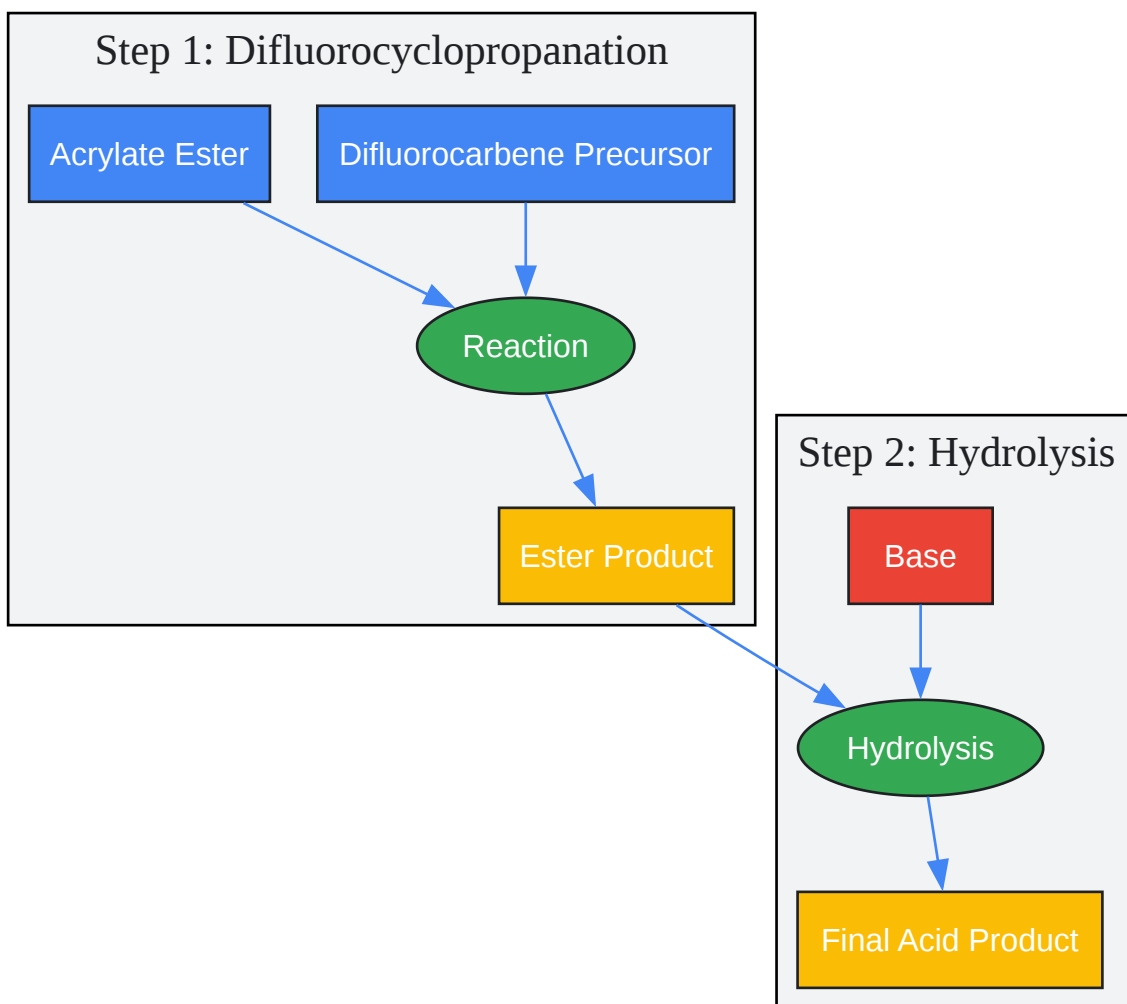 Step 1: Difluorocyclopropanation
Acrylate Ester
Difluorocarbene Precursor
Reaction
Ester Product
Step 2: Hydrolysis
Base
Hydrolysis
Final Acid Product